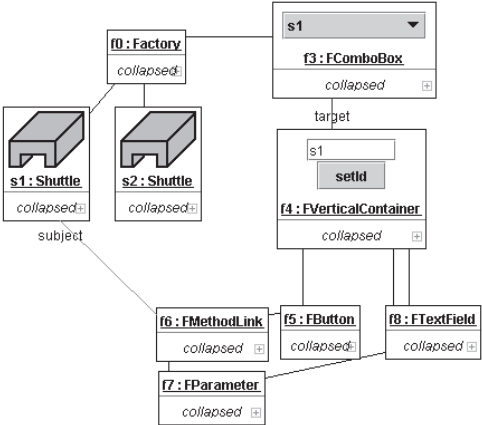 s1
f0 : Factory
collapsed
f3 : FComboBox
collapsed
target
s1
setId
s1 : Shuttle
collapsed
s2 : Shuttle
collapsed
f4 : FVerticalContainer
collapsed
subject
f6 : FMethodLink
collapsed
f5 : FButton
collapsed
f8 : FTextField
collapsed
f7 : FParameter
collapsed